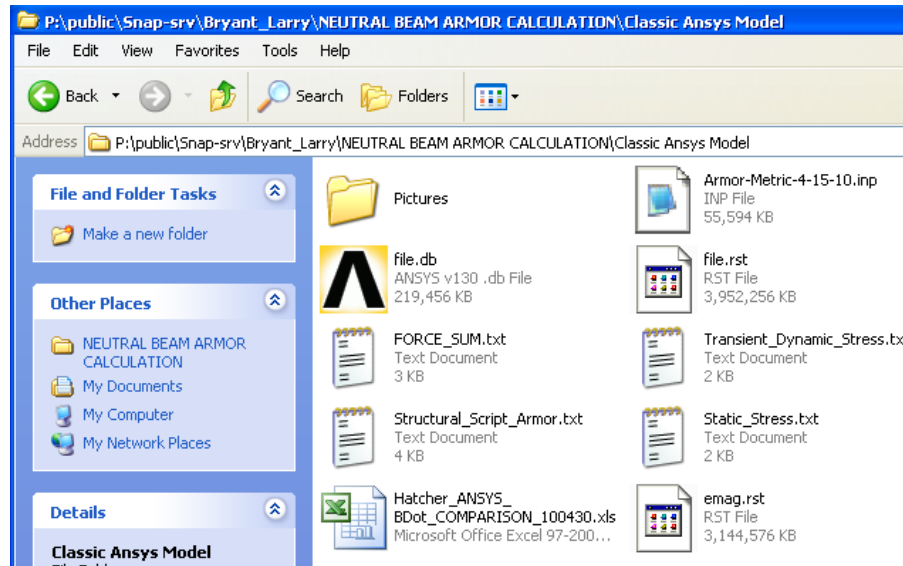 P:\public\Snap-srv\Bryant_Larry\NEUTRAL BEAM ARMOR CALCULATION\Classic Ansys Model
File Edit View Favorites Tools Help
Back Search Folders
Address P:\public\Snap-srv\Bryant_Larry\NEUTRAL BEAM ARMOR CALCULATION\Classic Ansys Model
File and Folder Tasks
Make a new folder
Other Places
NEUTRAL BEAM ARMOR
CALCULATION
My Documents
My Computer
My Network Places
Details
Classic Ansys Model
Pictures
Armor-Metric-4-15-10.inp
INP File
55,594 KB
file.db
ANSYS v130 .db File
219,456 KB
file.rst
RST File
3,952,256 KB
FORCE_SUM.txt
Text Document
3 KB
Transient_Dynamic_Stress.tx
Text Document
2 KB
Structural_Script_Armor.txt
Text Document
4 KB
Static_Stress.txt
Text Document
2 KB
Hatcher_ANSYS_
BDot_COMPARISON_100430.xls
Microsoft Office Excel 97-200...
emag.rst
RST File
3,144,576 KB